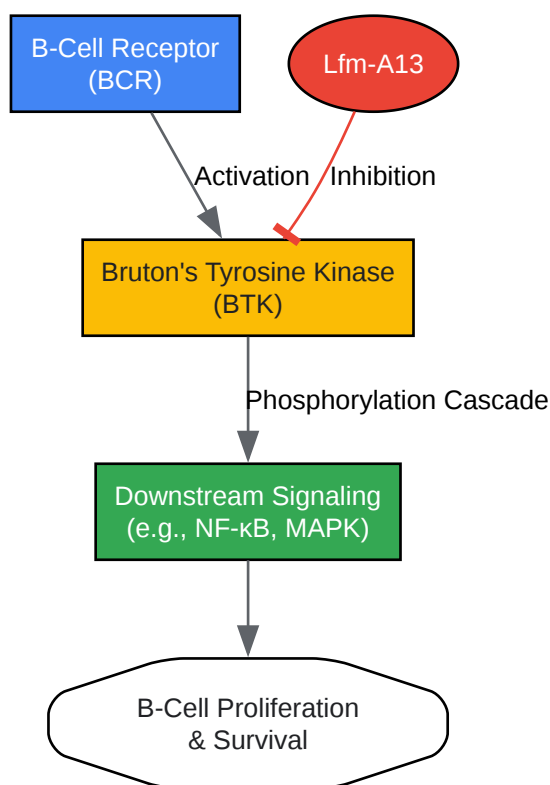 B-Cell Receptor
(BCR)
Lfm-A13
Activation
Inhibition
Bruton's Tyrosine Kinase
(BTK)
Phosphorylation Cascade
Downstream Signaling
(e.g., NF-κB, MAPK)
B-Cell Proliferation
& Survival